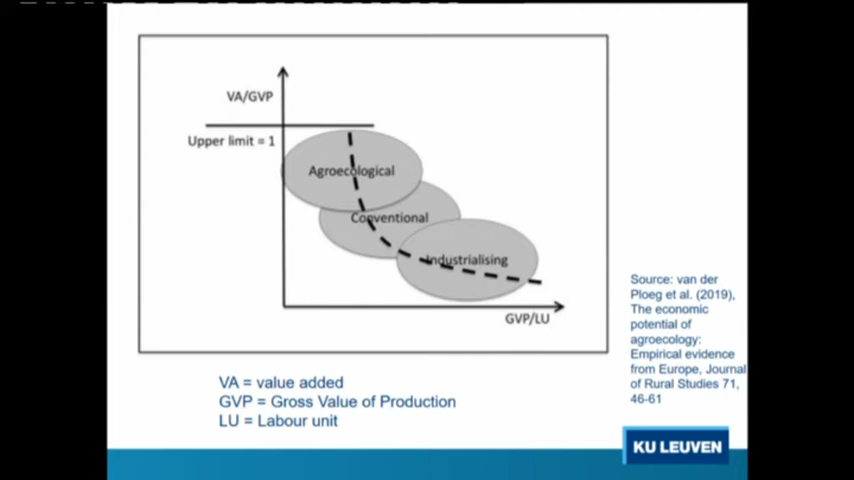 VA/GVP
Upper limit = 1
Agroecological
Conventional
Industrialising
GVP/LU
Source: van der
Ploeg et al. (2019),
The economic
potential of
agroecology:
Empirical evidence
from Europe, Journal
of Rural Studies 71,
46-61
VA = value added
GVP = Gross Value of Production
LU = Labour unit
KU LEUVEN